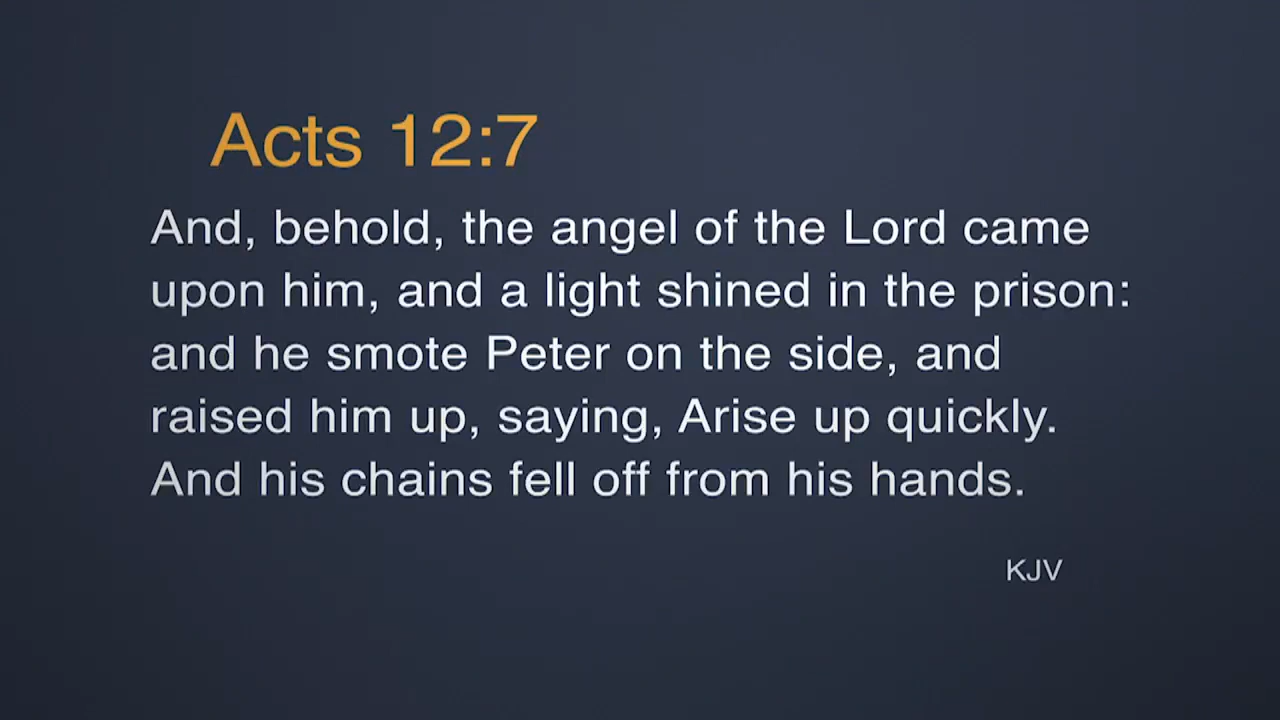 Acts 12:7
And, behold, the angel of the Lord came
upon him, and a light shined in the prison:
and he smote Peter on the side, and
raised him up, saying, Arise up quickly.
And his chains fell off from his hands.
KJV